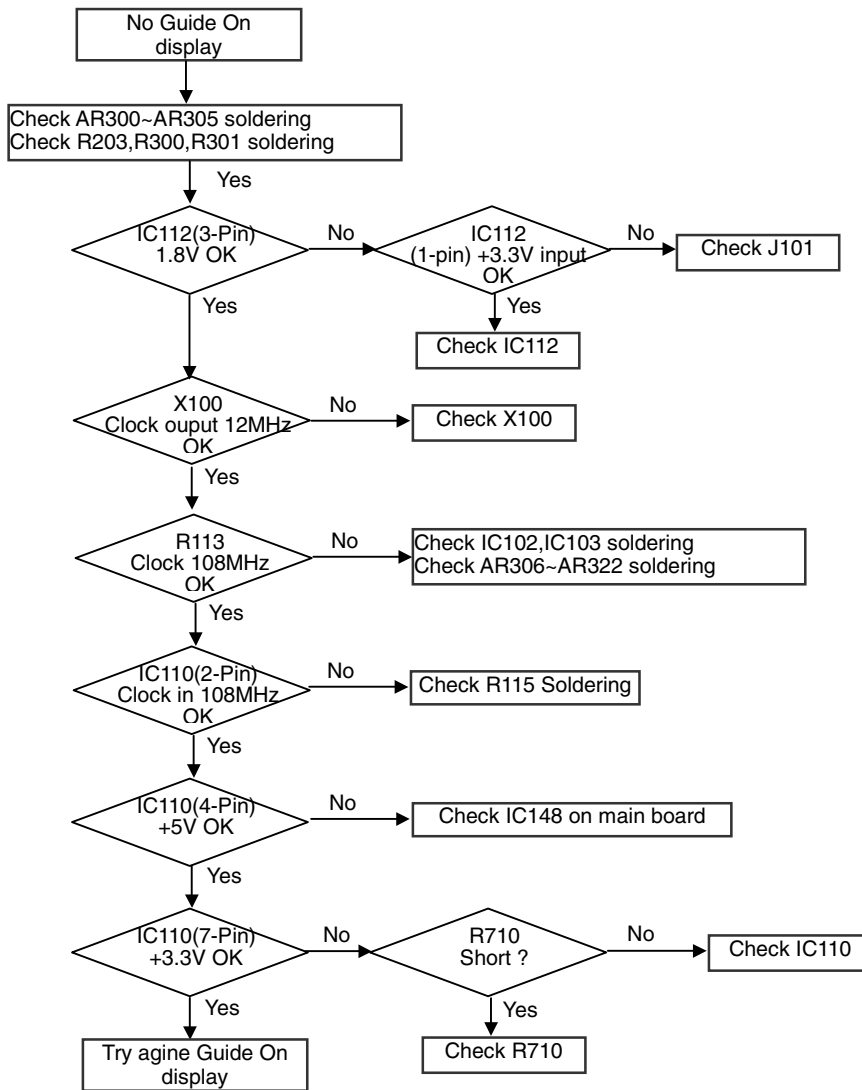 No Guide On
display
Check AR300~AR305 soldering
Check R203,R300,R301 soldering
Yes
IC112(3-Pin)
1.8V OK
No
IC112
(1-pin) +3.3V input
OK
No
Check J101
Yes
Yes
Check IC112
X100
Clock ouput 12MHz
OK
No
Check X100
Yes
R113
Clock 108MHz
OK
No
Check IC102,IC103 soldering
Check AR306~AR322 soldering
Yes
IC110(2-Pin)
Clock in 108MHz
OK
No
Check R115 Soldering
Yes
IC110(4-Pin)
+5V OK
No
Check IC148 on main board
Yes
IC110(7-Pin)
+3.3V OK
No
R710
Short ?
No
Check IC110
Yes
Yes
Try agine Guide On
display
Check R710